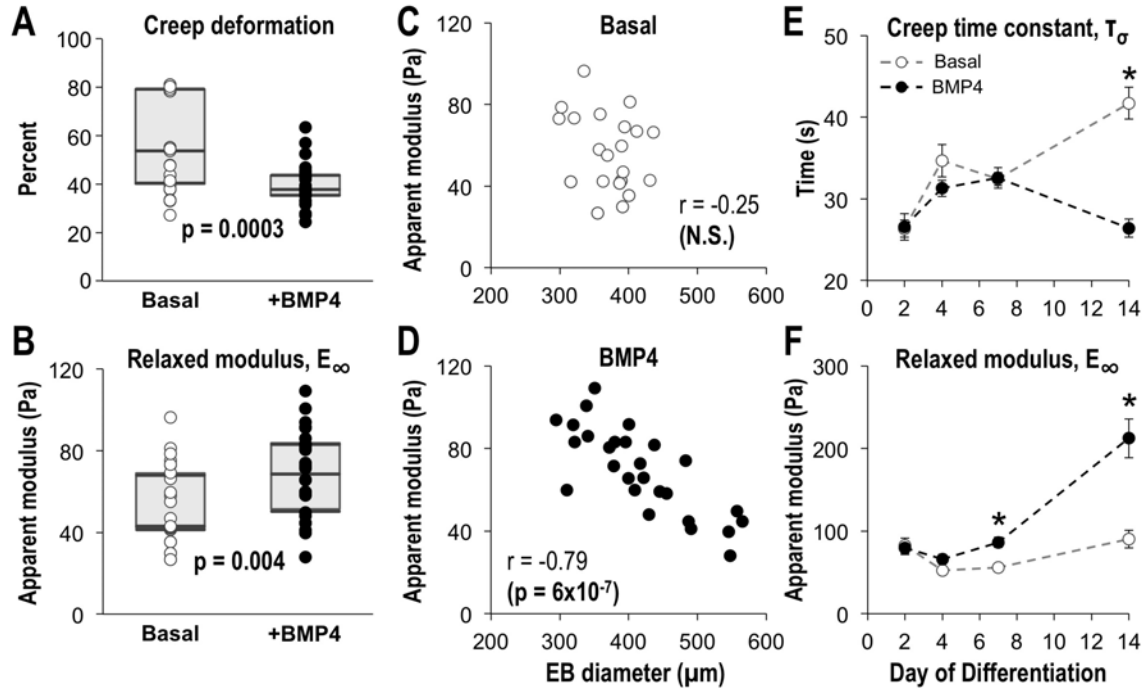 A
Creep deformation
Percent
100
80
60
40
20
0
p = 0.0003
Basal
+BMP4
B
Relaxed modulus, E∞
Apparent modulus (Pa)
120
80
40
0
p = 0.004
Basal
+BMP4
C
Basal
Apparent modulus (Pa)
120
80
40
0
r = -0.25
(N.S.)
200 300 400 500 600
D
BMP4
Apparent modulus (Pa)
120
80
40
0
r = -0.79
(p = 6x10⁻⁷)
200 300 400 500 600
EB diameter (µm)
E
Creep time constant, τσ
Basal
BMP4
*
Time (s)
50
40
30
20
0 2 4 6 8 10 12 14
F
Relaxed modulus, E∞
Apparent modulus (Pa)
300
200
100
0
*
*
0 2 4 6 8 10 12 14
Day of Differentiation